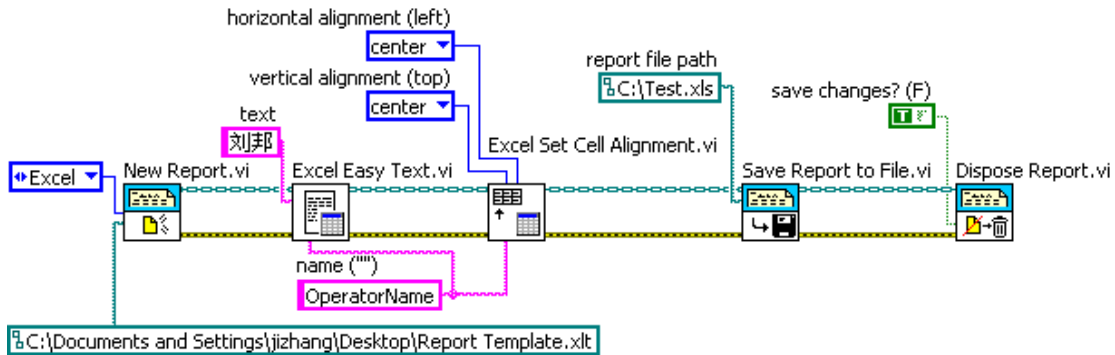 horizontal alignment (left)
center
vertical alignment (top)
center
report file path
C:\Test.xls
save changes? (F)
T
text
刘邦
Excel Set Cell Alignment.vi
Excel
New Report.vi
Excel Easy Text.vi
Save Report to File.vi
Dispose Report.vi
name ("")
OperatorName
C:\Documents and Settings\jizhang\Desktop\Report Template.xlt